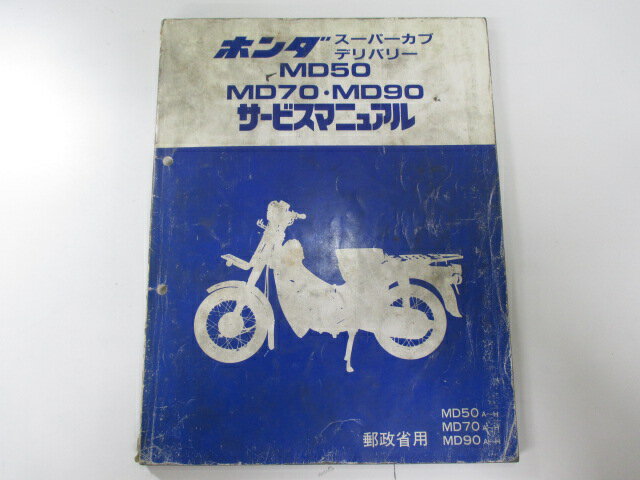 ホンダ スーパーカブ
デリバリー
MD50
MD70・MD90
サービスマニュアル
MD50 A～H
MD70 A～H
郵政省用 MD90 A～H